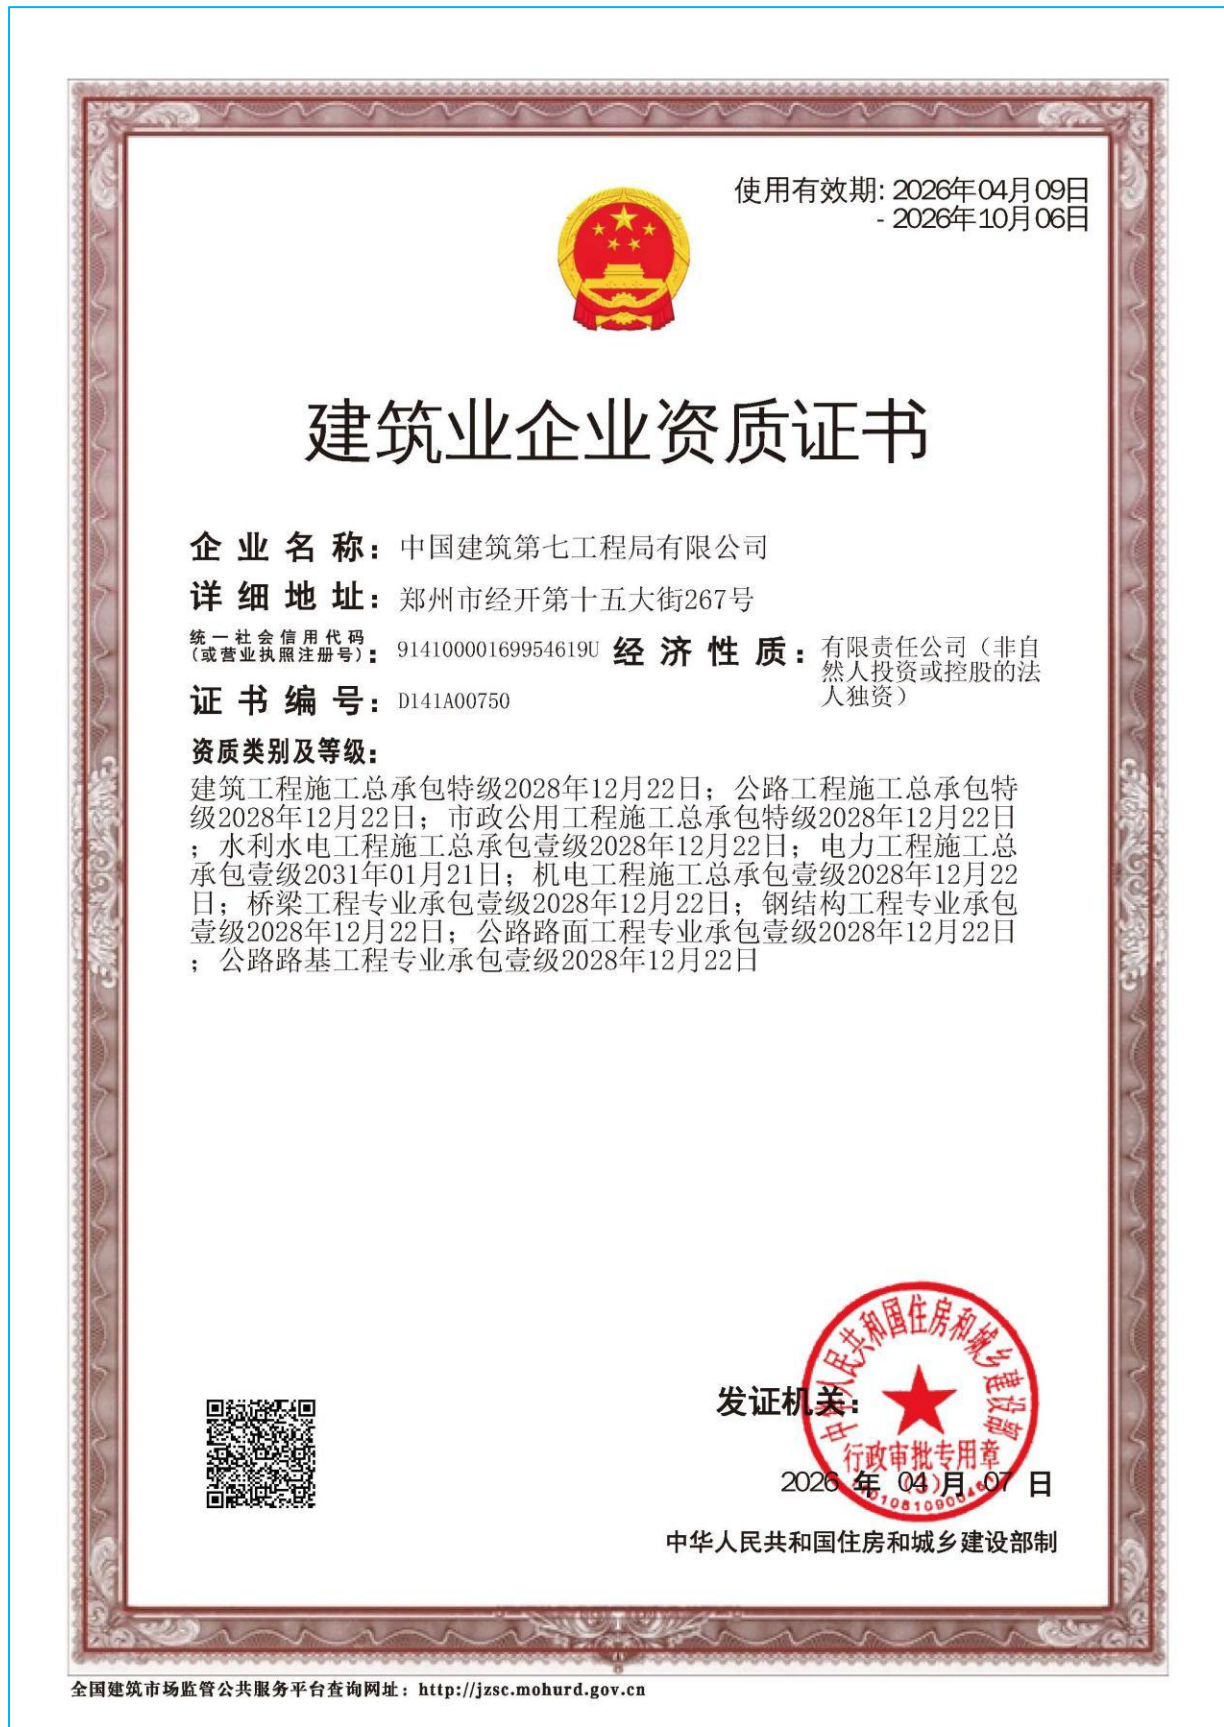 使用有效期: 2026年04月09日
- 2026年10月06日
建筑业企业资质证书
企业名称：中国建筑第七工程局有限公司
详细地址：郑州市经开第十五大街267号
统一社会信用代码
(或营业执照注册号)：91410000169954619U 经济性质：有限责任公司（非自
然人投资或控股的法
人独资）
证书编号：D141A00750
资质类别及等级：
建筑工程施工总承包特级2028年12月22日；公路工程施工总承包特
级2028年12月22日；市政公用工程施工总承包特级2028年12月22日
；水利水电工程施工总承包壹级2028年12月22日；电力工程施工总
承包壹级2031年01月21日；机电工程施工总承包壹级2028年12月22
日；桥梁工程专业承包壹级2028年12月22日；钢结构工程专业承包
壹级2028年12月22日；公路路面工程专业承包壹级2028年12月22日
；公路路基工程专业承包壹级2028年12月22日
发证机关：
中华人民共和国住房和城乡建设部
行政审批专用章
2026 年 04 月 07 日
中华人民共和国住房和城乡建设部制
全国建筑市场监管公共服务平台查询网址：http://jzsc.mohurd.gov.cn